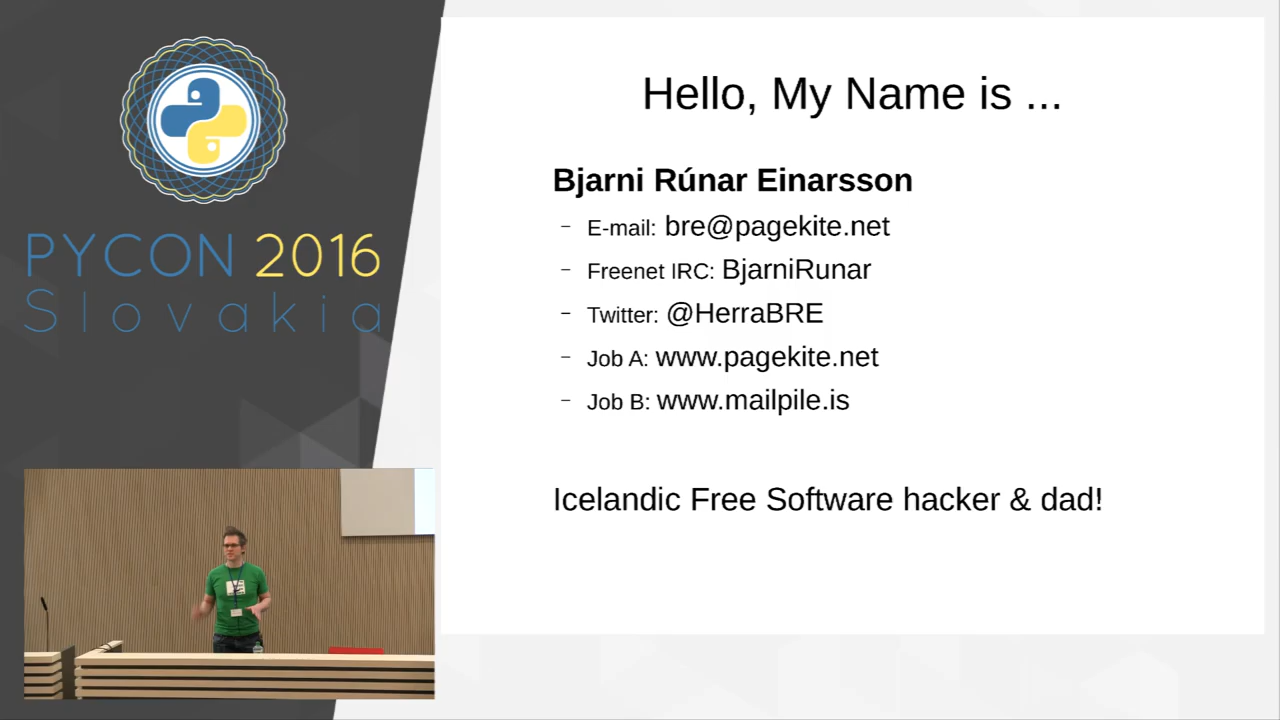 PYCON 2016
Slovakia
Hello, My Name is ...
Bjarni Rúnar Einarsson
– E-mail: bre@pagekite.net
– Freenet IRC: BjarniRunar
– Twitter: @HerraBRE
– Job A: www.pagekite.net
– Job B: www.mailpile.is
Icelandic Free Software hacker & dad!